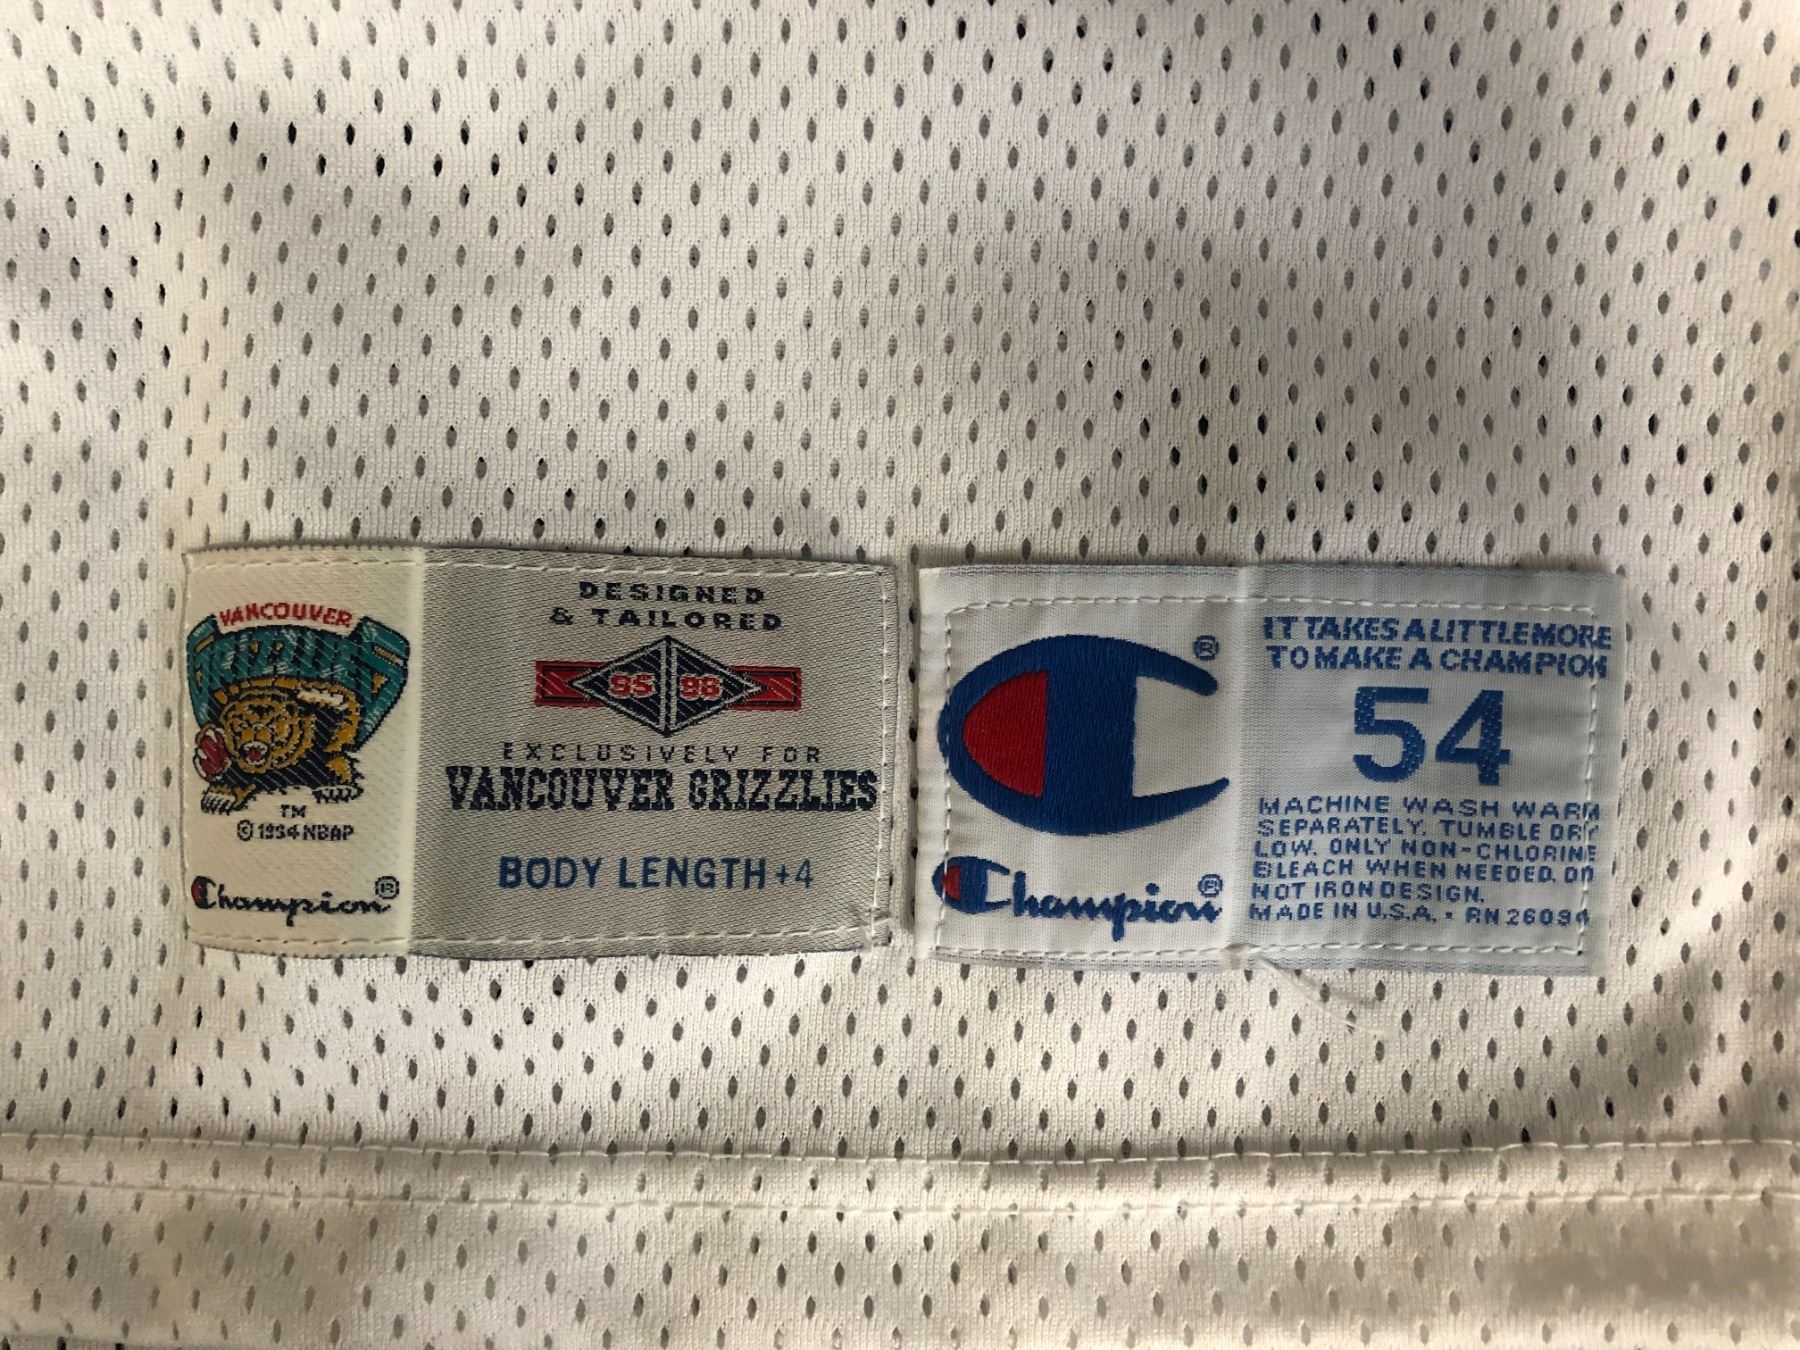 VANCOUVER
GRIZZLIES
TM
© 1994 NBAP
Champion®
DESIGNED
& TAILORED
95 98
EXCLUSIVELY FOR
VANCOUVER GRIZZLIES
BODY LENGTH +4
®
Champion®
IT TAKES A LITTLE MORE
TO MAKE A CHAMPION
54
MACHINE WASH WARM
SEPARATELY. TUMBLE DRY
LOW. ONLY NON-CHLORINE
BLEACH WHEN NEEDED. DO
NOT IRON DESIGN.
MADE IN U.S.A. • RN 26094